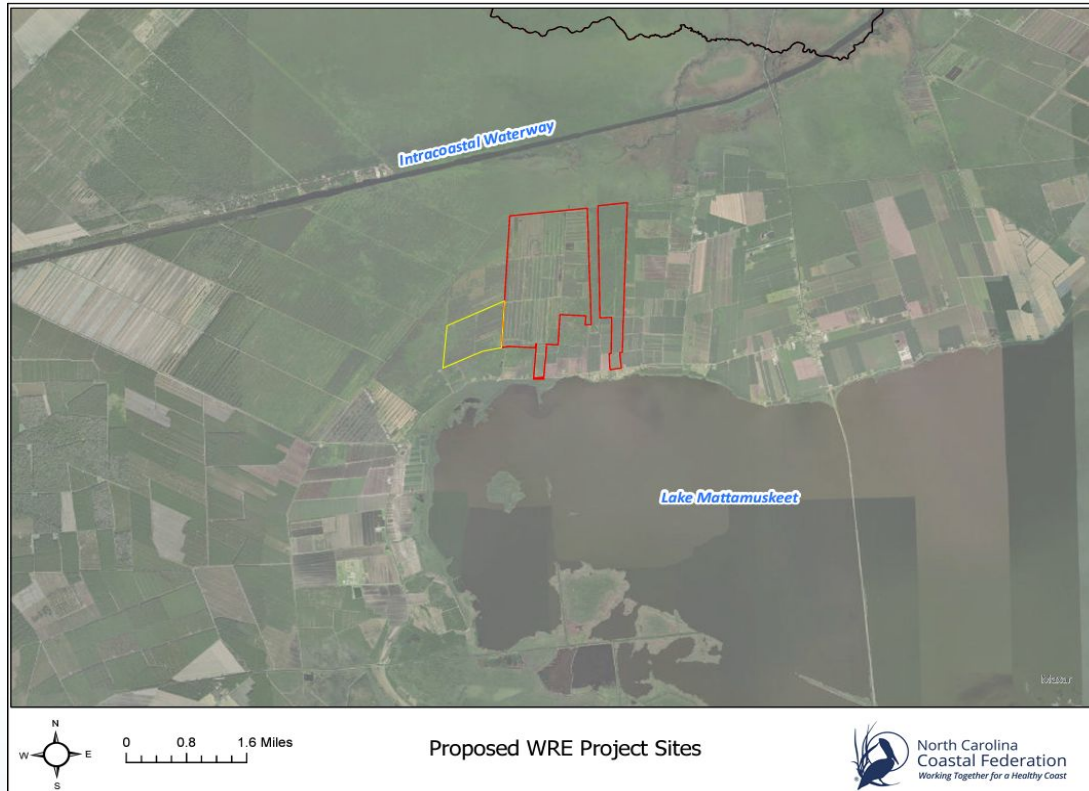 Intracoastal Waterway
Lake Mattamuskeet
N
W E
S
0 0.8 1.6 Miles
Proposed WRE Project Sites
North Carolina
Coastal Federation
Working Together for a Healthy Coast